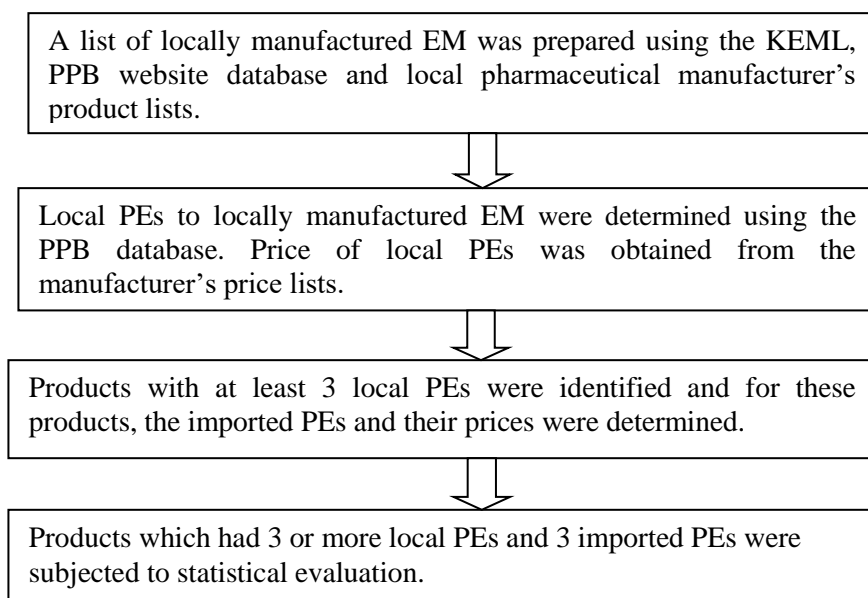 A list of locally manufactured EM was prepared using the KEML,
PPB website database and local pharmaceutical manufacturer's
product lists.
Local PEs to locally manufactured EM were determined using the
PPB database. Price of local PEs was obtained from the
manufacturer's price lists.
Products with at least 3 local PEs were identified and for these
products, the imported PEs and their prices were determined.
Products which had 3 or more local PEs and 3 imported PEs were
subjected to statistical evaluation.